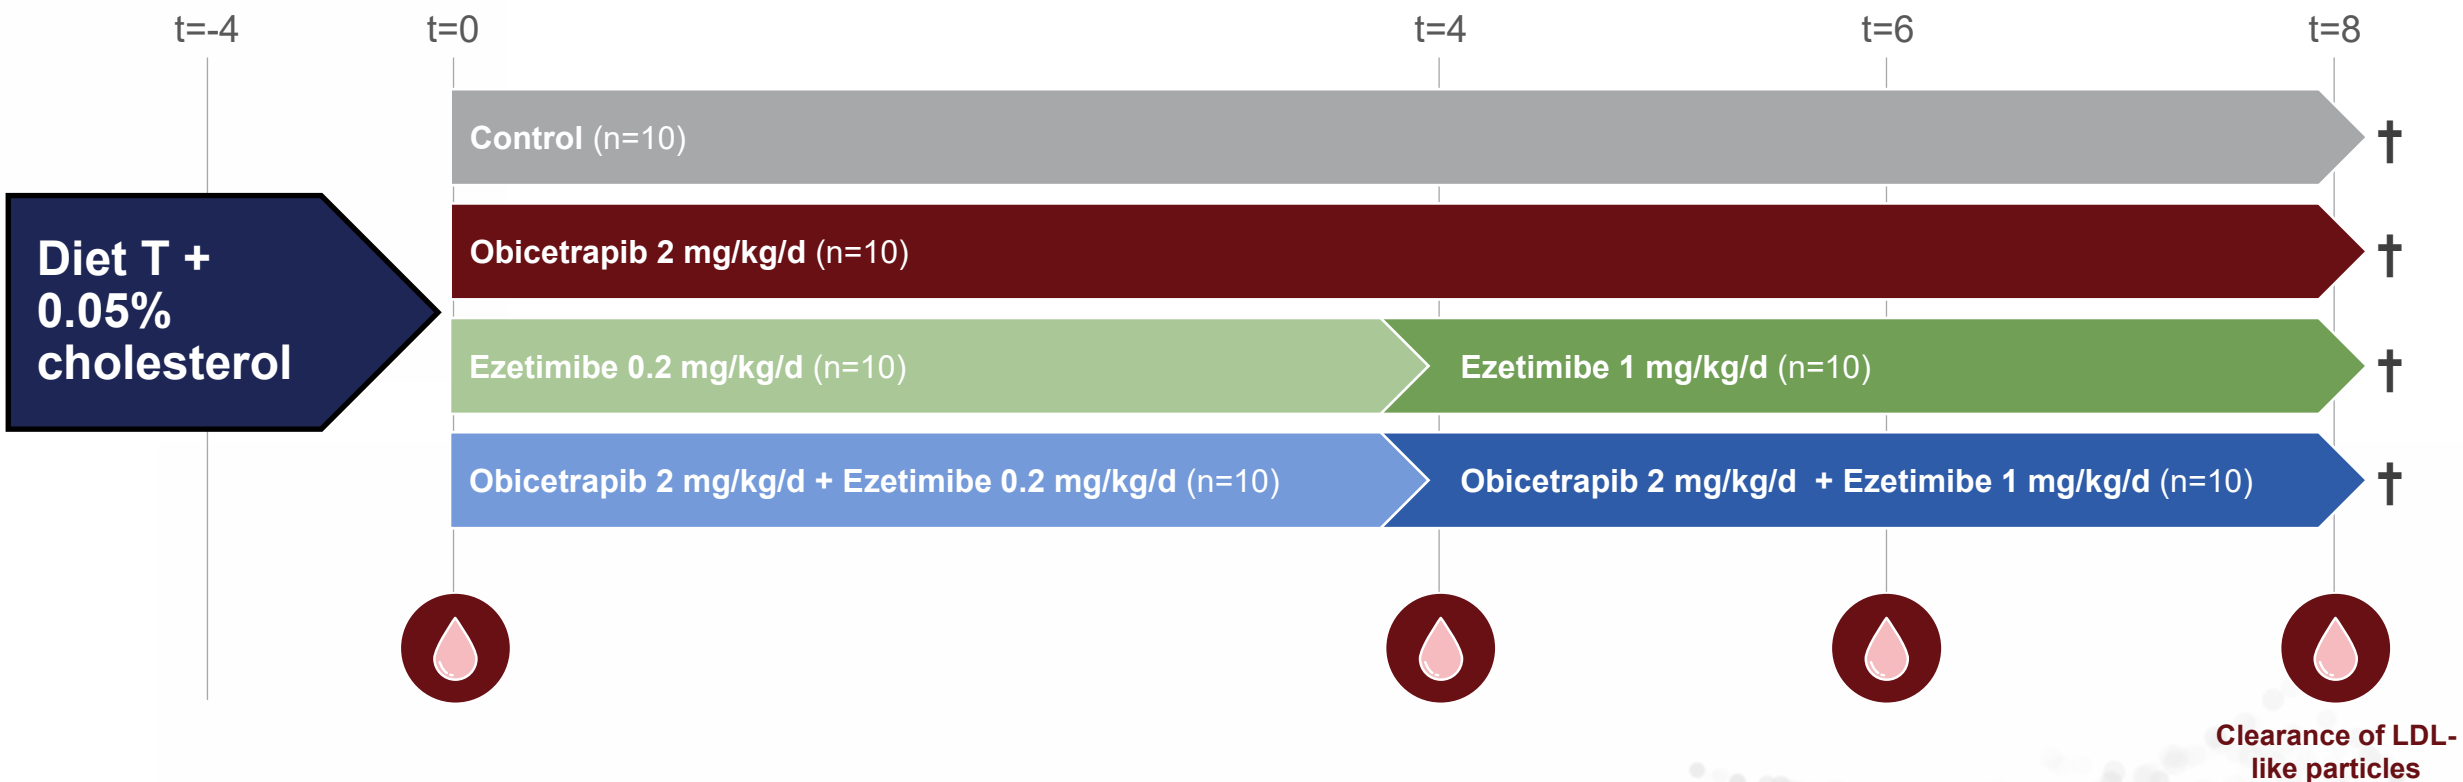 t=-4
t=0
t=4
t=6
t=8
Control (n=10)
Diet T +
0.05%
cholesterol
Obicetrapib 2 mg/kg/d (n=10)
Ezetimibe 0.2 mg/kg/d (n=10)
Ezetimibe 1 mg/kg/d (n=10)
Obicetrapib 2 mg/kg/d + Ezetimibe 0.2 mg/kg/d (n=10)
Obicetrapib 2 mg/kg/d + Ezetimibe 1 mg/kg/d (n=10)
†
†
†
†
Clearance of LDL-
like particles